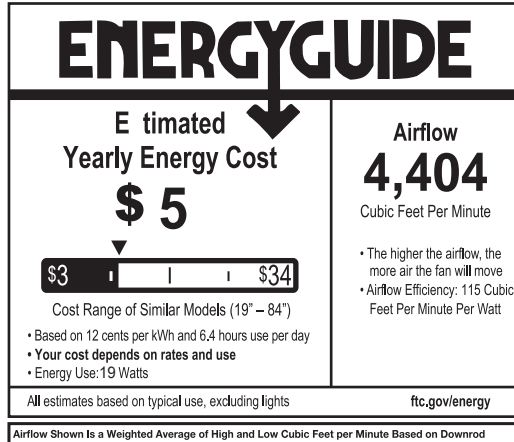 ENERGYGUIDE
E timated
Yearly Energy Cost
$ 5
$3 $34
Cost Range of Similar Models (19" – 84")
• Based on 12 cents per kWh and 6.4 hours use per day
• Your cost depends on rates and use
• Energy Use:19 Watts
Airflow
4,404
Cubic Feet Per Minute
• The higher the airflow, the
more air the fan will move
• Airflow Efficiency: 115 Cubic
Feet Per Minute Per Watt
All estimates based on typical use, excluding lights
ftc.gov/energy
Airflow Shown Is a Weighted Average of High and Low Cubic Feet per Minute Based on Downrod